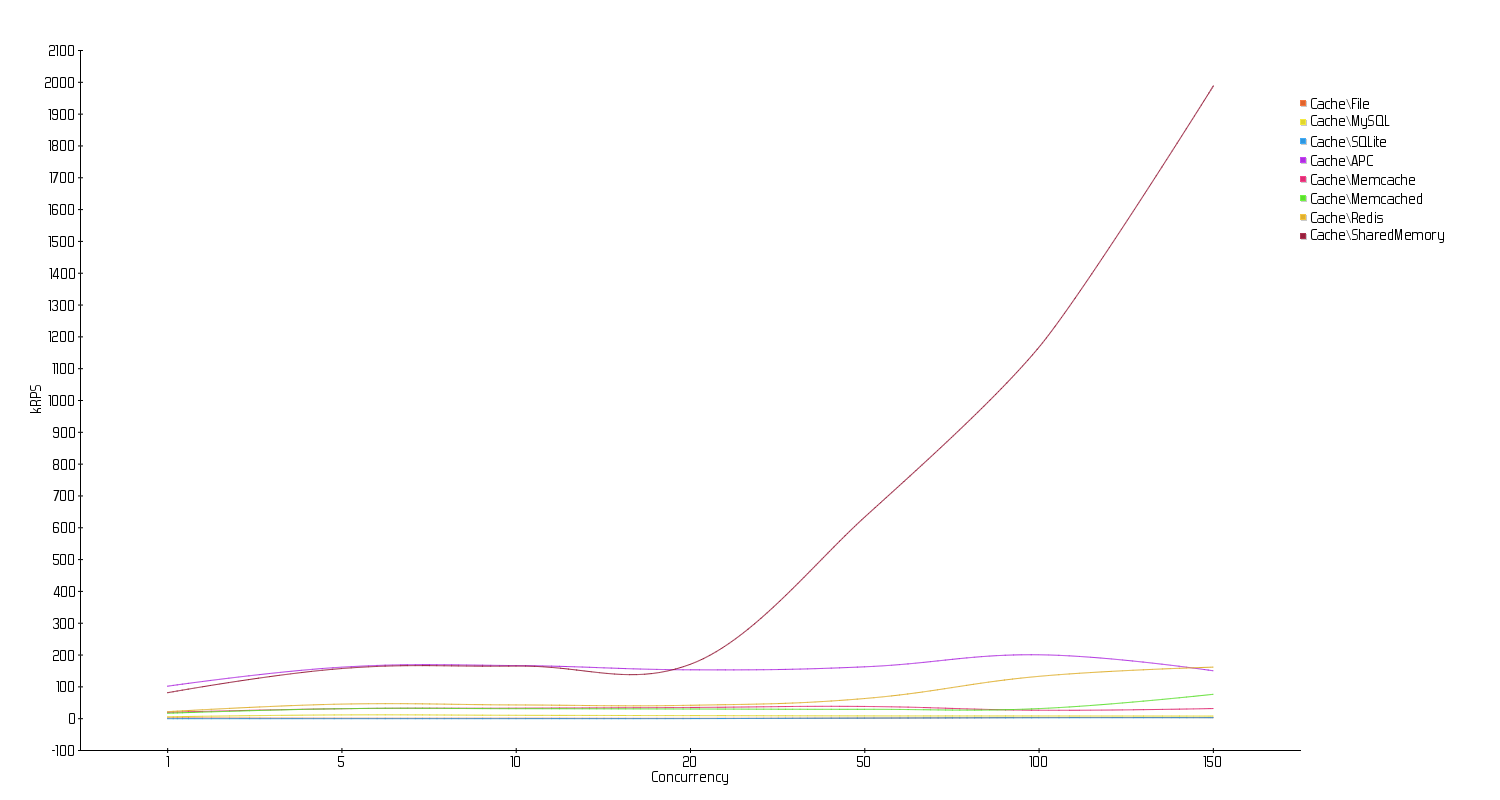 2100
2000
1900
1800
1700
1600
1500
1400
1300
1200
1100
1000
900
800
700
600
500
400
300
200
100
0
-100
kRPS
1 5 10 20 50 100 150
Concurrency
Cache\File
Cache\MySQL
Cache\SQLite
Cache\APC
Cache\Memcache
Cache\Memcached
Cache\Redis
Cache\SharedMemory